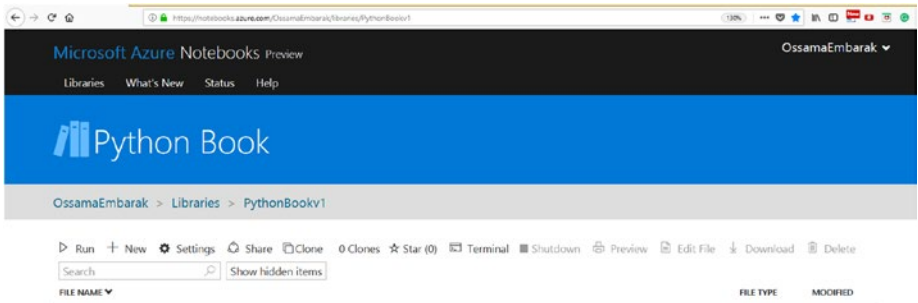 https://notebooks.azure.com/OssamaEmbarak/libraries/PythonBookv1
130%
Microsoft Azure Notebooks Preview
OssamaEmbarak
Libraries What's New Status Help
Python Book
OssamaEmbarak > Libraries > PythonBookv1
Run New Settings Share Clone 0 Clones Star (0) Terminal Shutdown Preview Edit File Download Delete
Search Show hidden items
FILE NAME FILE TYPE MODIFIED